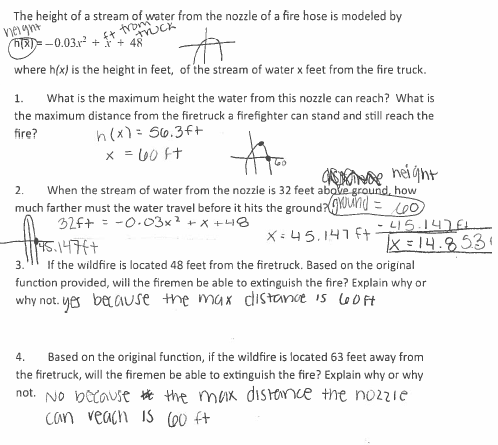 The height of a stream of water from the nozzle of a fire hose is modeled by
height
h(x) = -0.03x² + x + 48
ft from truck
where h(x) is the height in feet, of the stream of water x feet from the fire truck.
1. What is the maximum height the water from this nozzle can reach? What is
the maximum distance from the firetruck a firefighter can stand and still reach the
fire? h(x) = 56.3ft
x = 60 ft
60
height
2. When the stream of water from the nozzle is 32 feet above ground, how
much farther must the water travel before it hits the ground? ground = 60
32ft = -0.03x² + x + 48
x = 45.147 ft - 45.147 ft
45.147ft x = 14.853
3. If the wildfire is located 48 feet from the firetruck. Based on the original
function provided, will the firemen be able to extinguish the fire? Explain why or
why not. yes because the max distance is 60ft
4. Based on the original function, if the wildfire is located 63 feet away from
the firetruck, will the firemen be able to extinguish the fire? Explain why or why
not. No because the max distance the nozzle
can reach is 60 ft